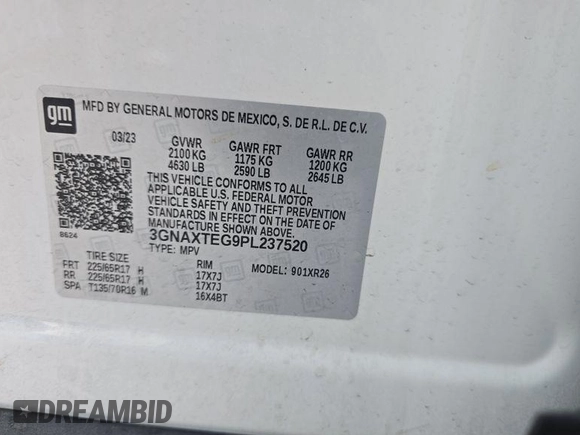 gm
MFD BY GENERAL MOTORS DE MEXICO, S. DE R.L. DE C.V.
03/23 GVWR GAWR FRT GAWR RR
2100 KG 1175 KG 1200 KG
4630 LB 2590 LB 2645 LB
THIS VEHICLE CONFORMS TO ALL
APPLICABLE U.S. FEDERAL MOTOR
VEHICLE SAFETY AND THEFT PREVENTION
STANDARDS IN EFFECT ON THE DATE
OF MANUFACTURE SHOWN ABOVE.
8624 3GNAXTEG9PL237520
TYPE: MPV
TIRE SIZE RIM MODEL: 901XR26
FRT 225/65R17 H 17X7J
RR 225/65R17 H 17X7J
SPA T135/70R16 M 16X4BT
DREAMBID